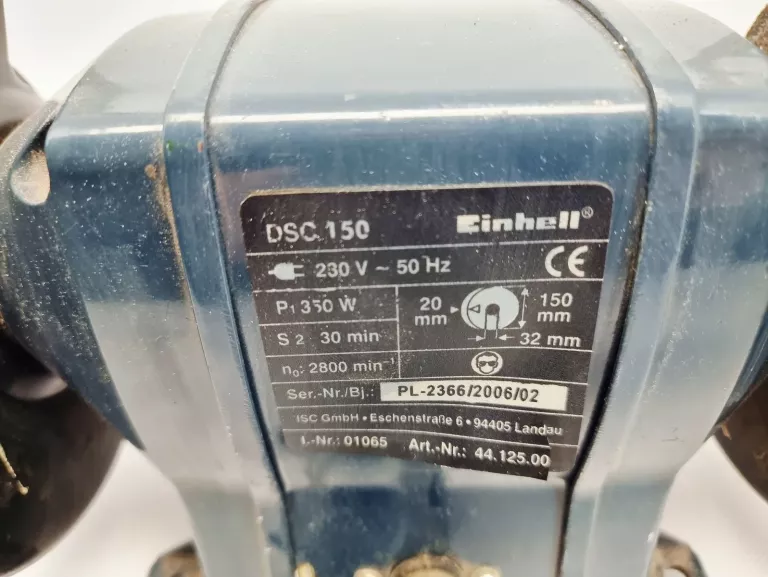 DSC 150 Einhell®
230 V ~ 50 Hz CE
P1 350 W
20 mm
150 mm
32 mm
S 2 30 min
n₀: 2800 min⁻¹
Ser.-Nr./Bj.: PL-2366/2006/02
ISC GmbH • Eschenstraße 6 • 94405 Landau
I.-Nr.: 01065 Art.-Nr.: 44.125.00